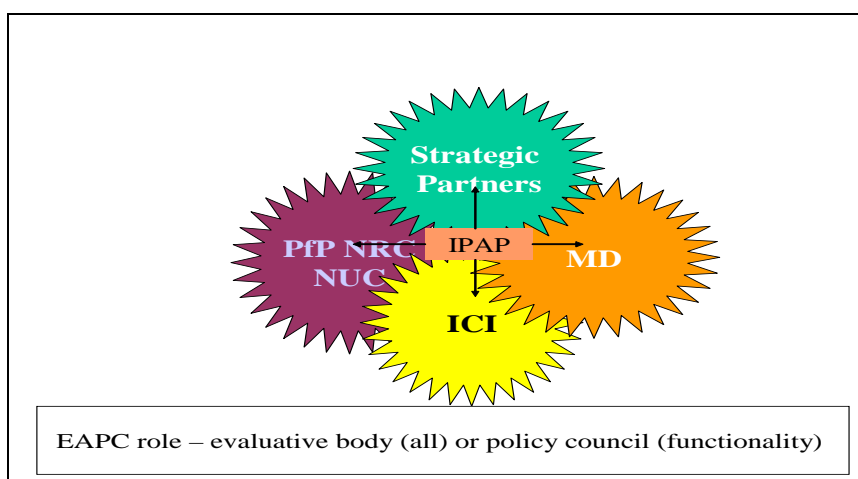 Strategic
Partners
PfP NRC
NUC
IPAP
MD
ICI
EAPC role – evaluative body (all) or policy council (functionality)